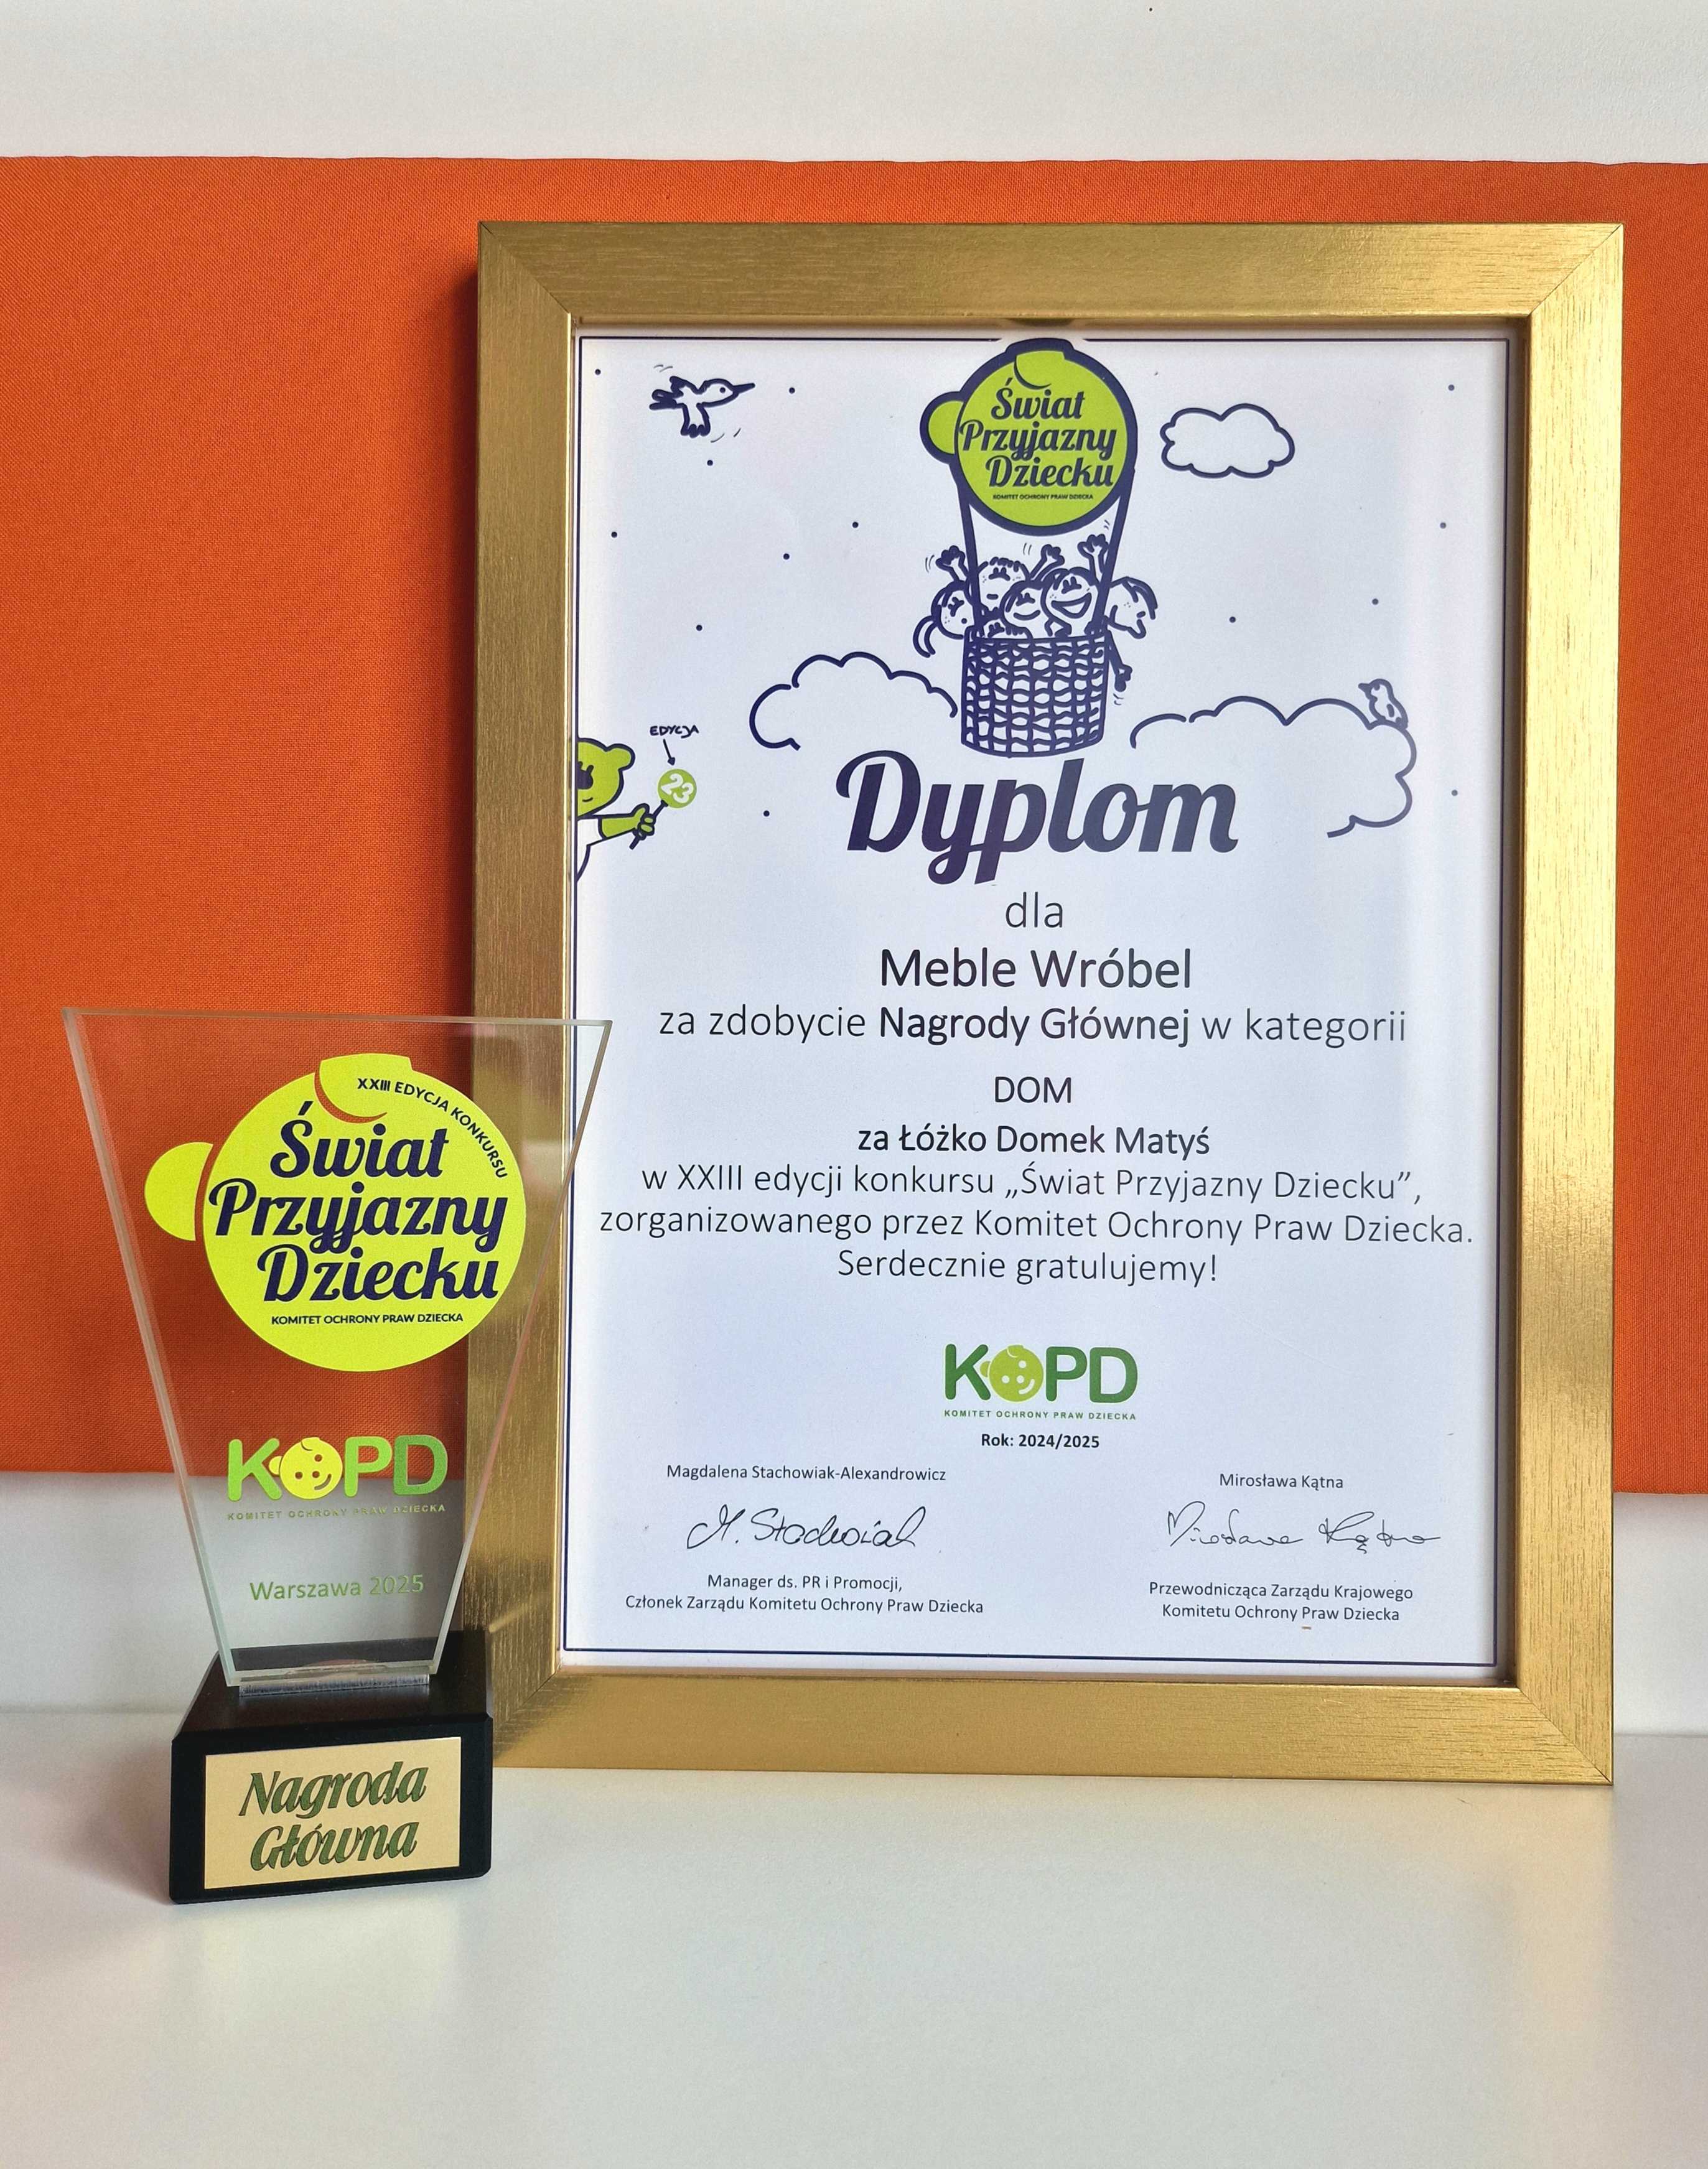 Świat
Przyjazny
Dziecku
KOMITET OCHRONY PRAW DZIECKA
EDYCJA
23
Dyplom
dla
Meble Wróbel
za zdobycie Nagrody Głównej w kategorii
DOM
za Łóżko Domek Matyś
w XXIII edycji konkursu „Świat Przyjazny Dziecku”,
zorganizowanego przez Komitet Ochrony Praw Dziecka.
Serdecznie gratulujemy!
KOPD
KOMITET OCHRONY PRAW DZIECKA
Rok: 2024/2025
Magdalena Stachowiak-Alexandrowicz
M. Stachowiak
Manager ds. PR i Promocji,
Członek Zarządu Komitetu Ochrony Praw Dziecka
Mirosława Kątna
Mirosława Kątna
Przewodnicząca Zarządu Krajowego
Komitetu Ochrony Praw Dziecka
XXIII EDYCJA KONKURSU
Świat
Przyjazny
Dziecku
KOMITET OCHRONY PRAW DZIECKA
KOPD
KOMITET OCHRONY PRAW DZIECKA
Warszawa 2025
Nagroda
Główna